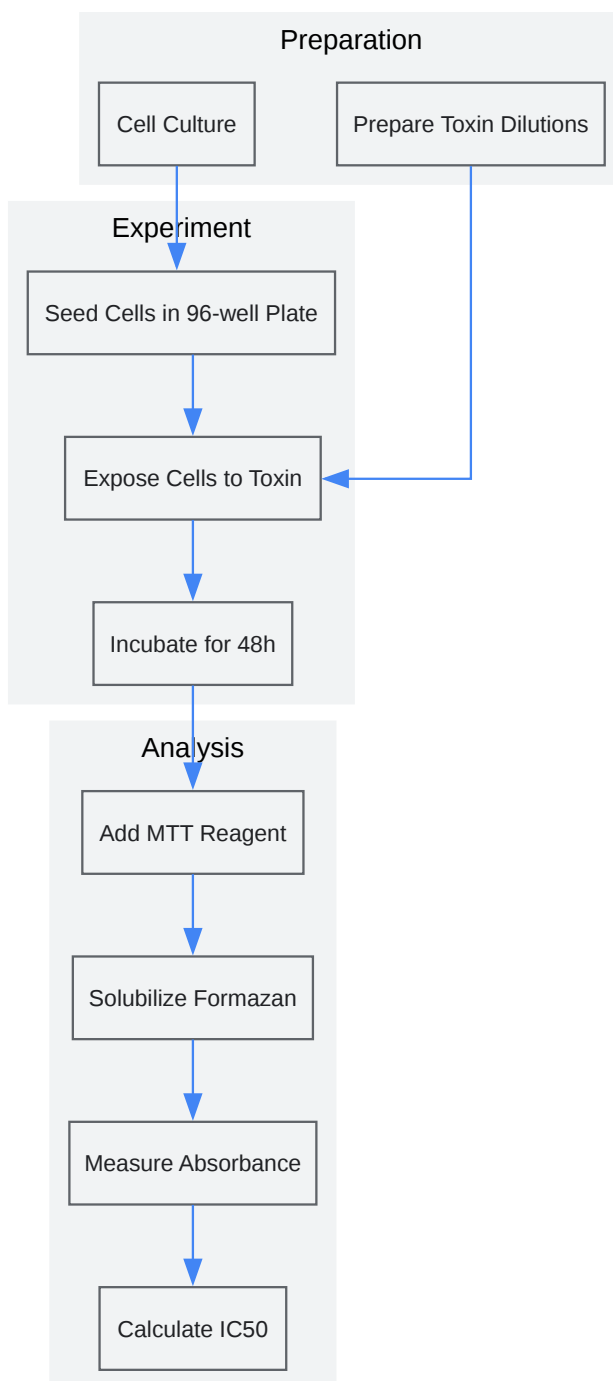 Preparation
Cell Culture
Prepare Toxin Dilutions
Experiment
Seed Cells in 96-well Plate
Expose Cells to Toxin
Incubate for 48h
Analysis
Add MTT Reagent
Solubilize Formazan
Measure Absorbance
Calculate IC50